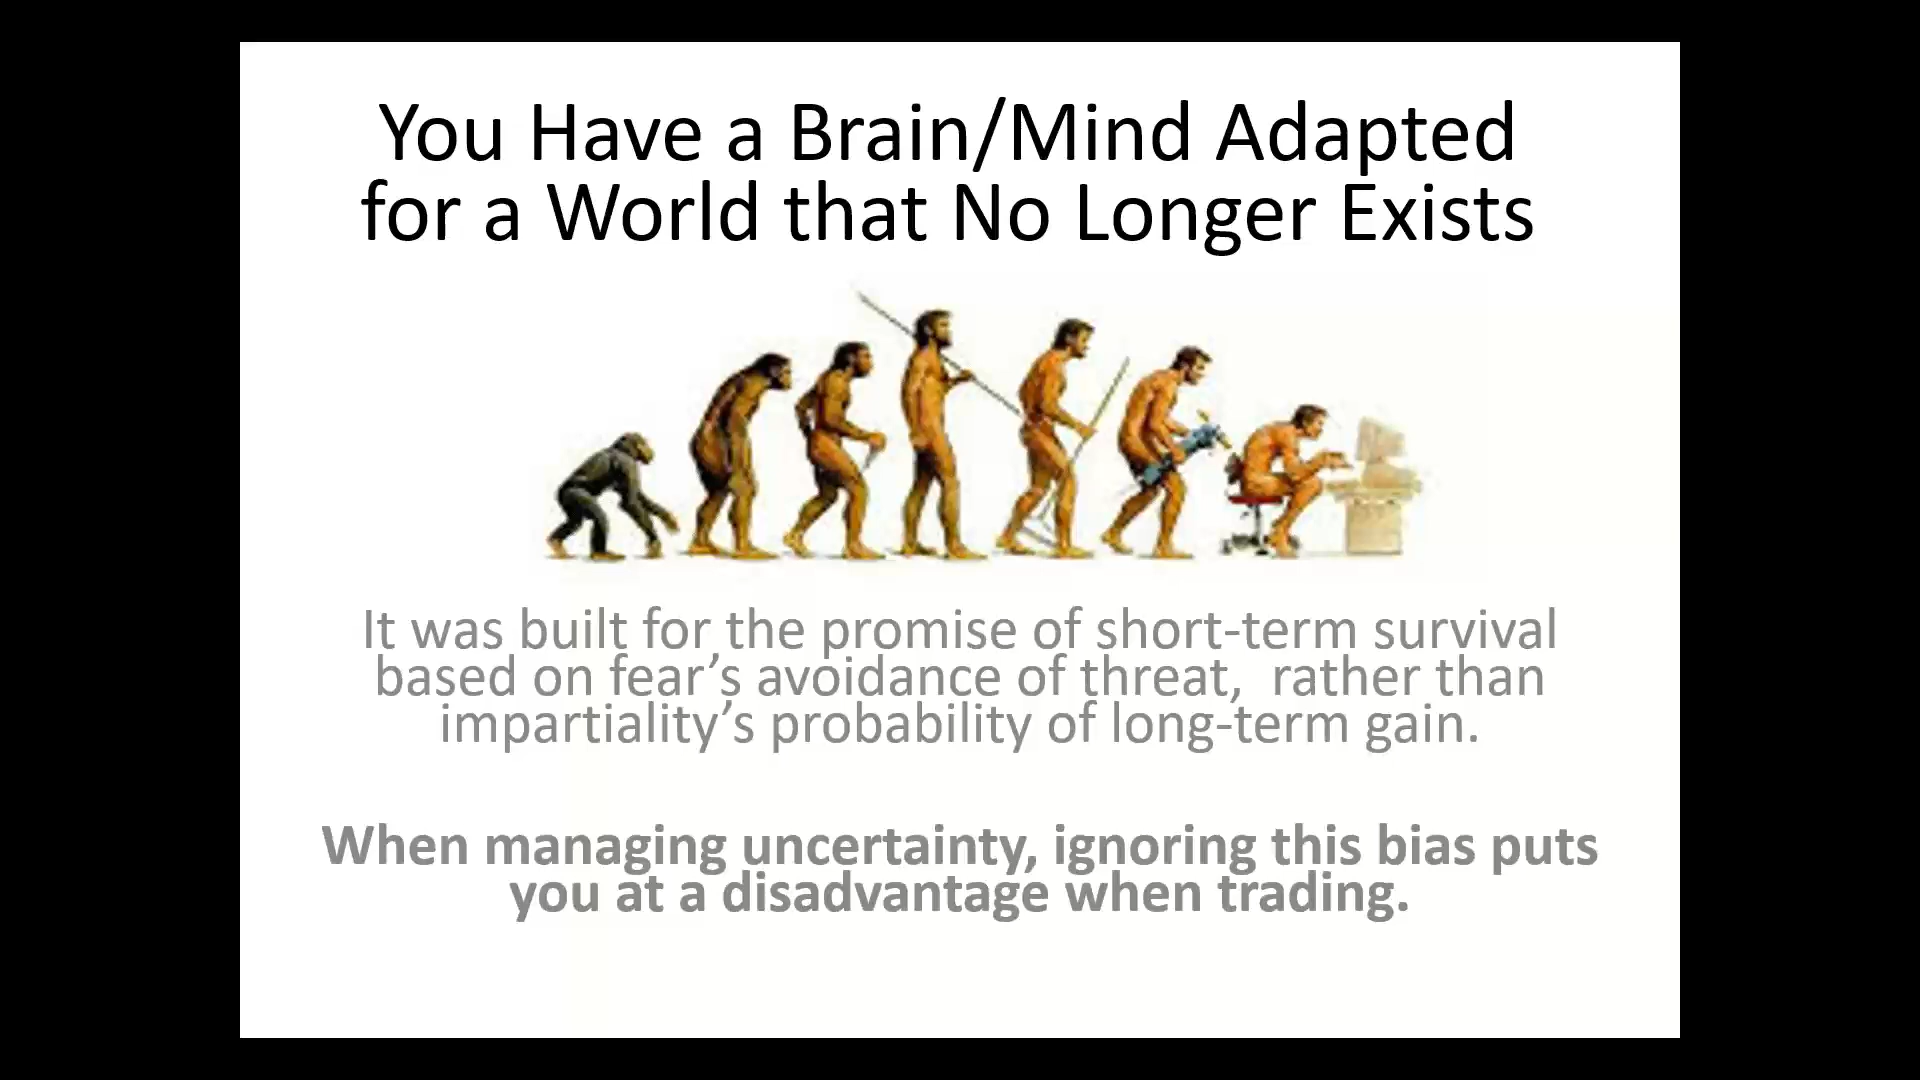 You Have a Brain/Mind Adapted
for a World that No Longer Exists
It was built for the promise of short-term survival
based on fear’s avoidance of threat,  rather than
impartiality’s probability of long-term gain.
When managing uncertainty, ignoring this bias puts
you at a disadvantage when trading.